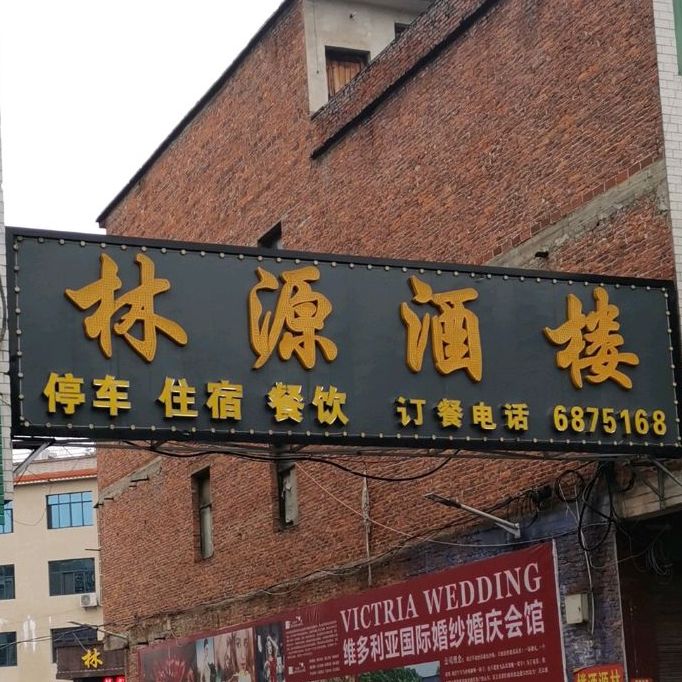 林源酒楼
停车 住宿 餐饮 订餐电话 6875168
VICTRIA WEDDING
维多利亚国际婚纱婚庆会馆
林